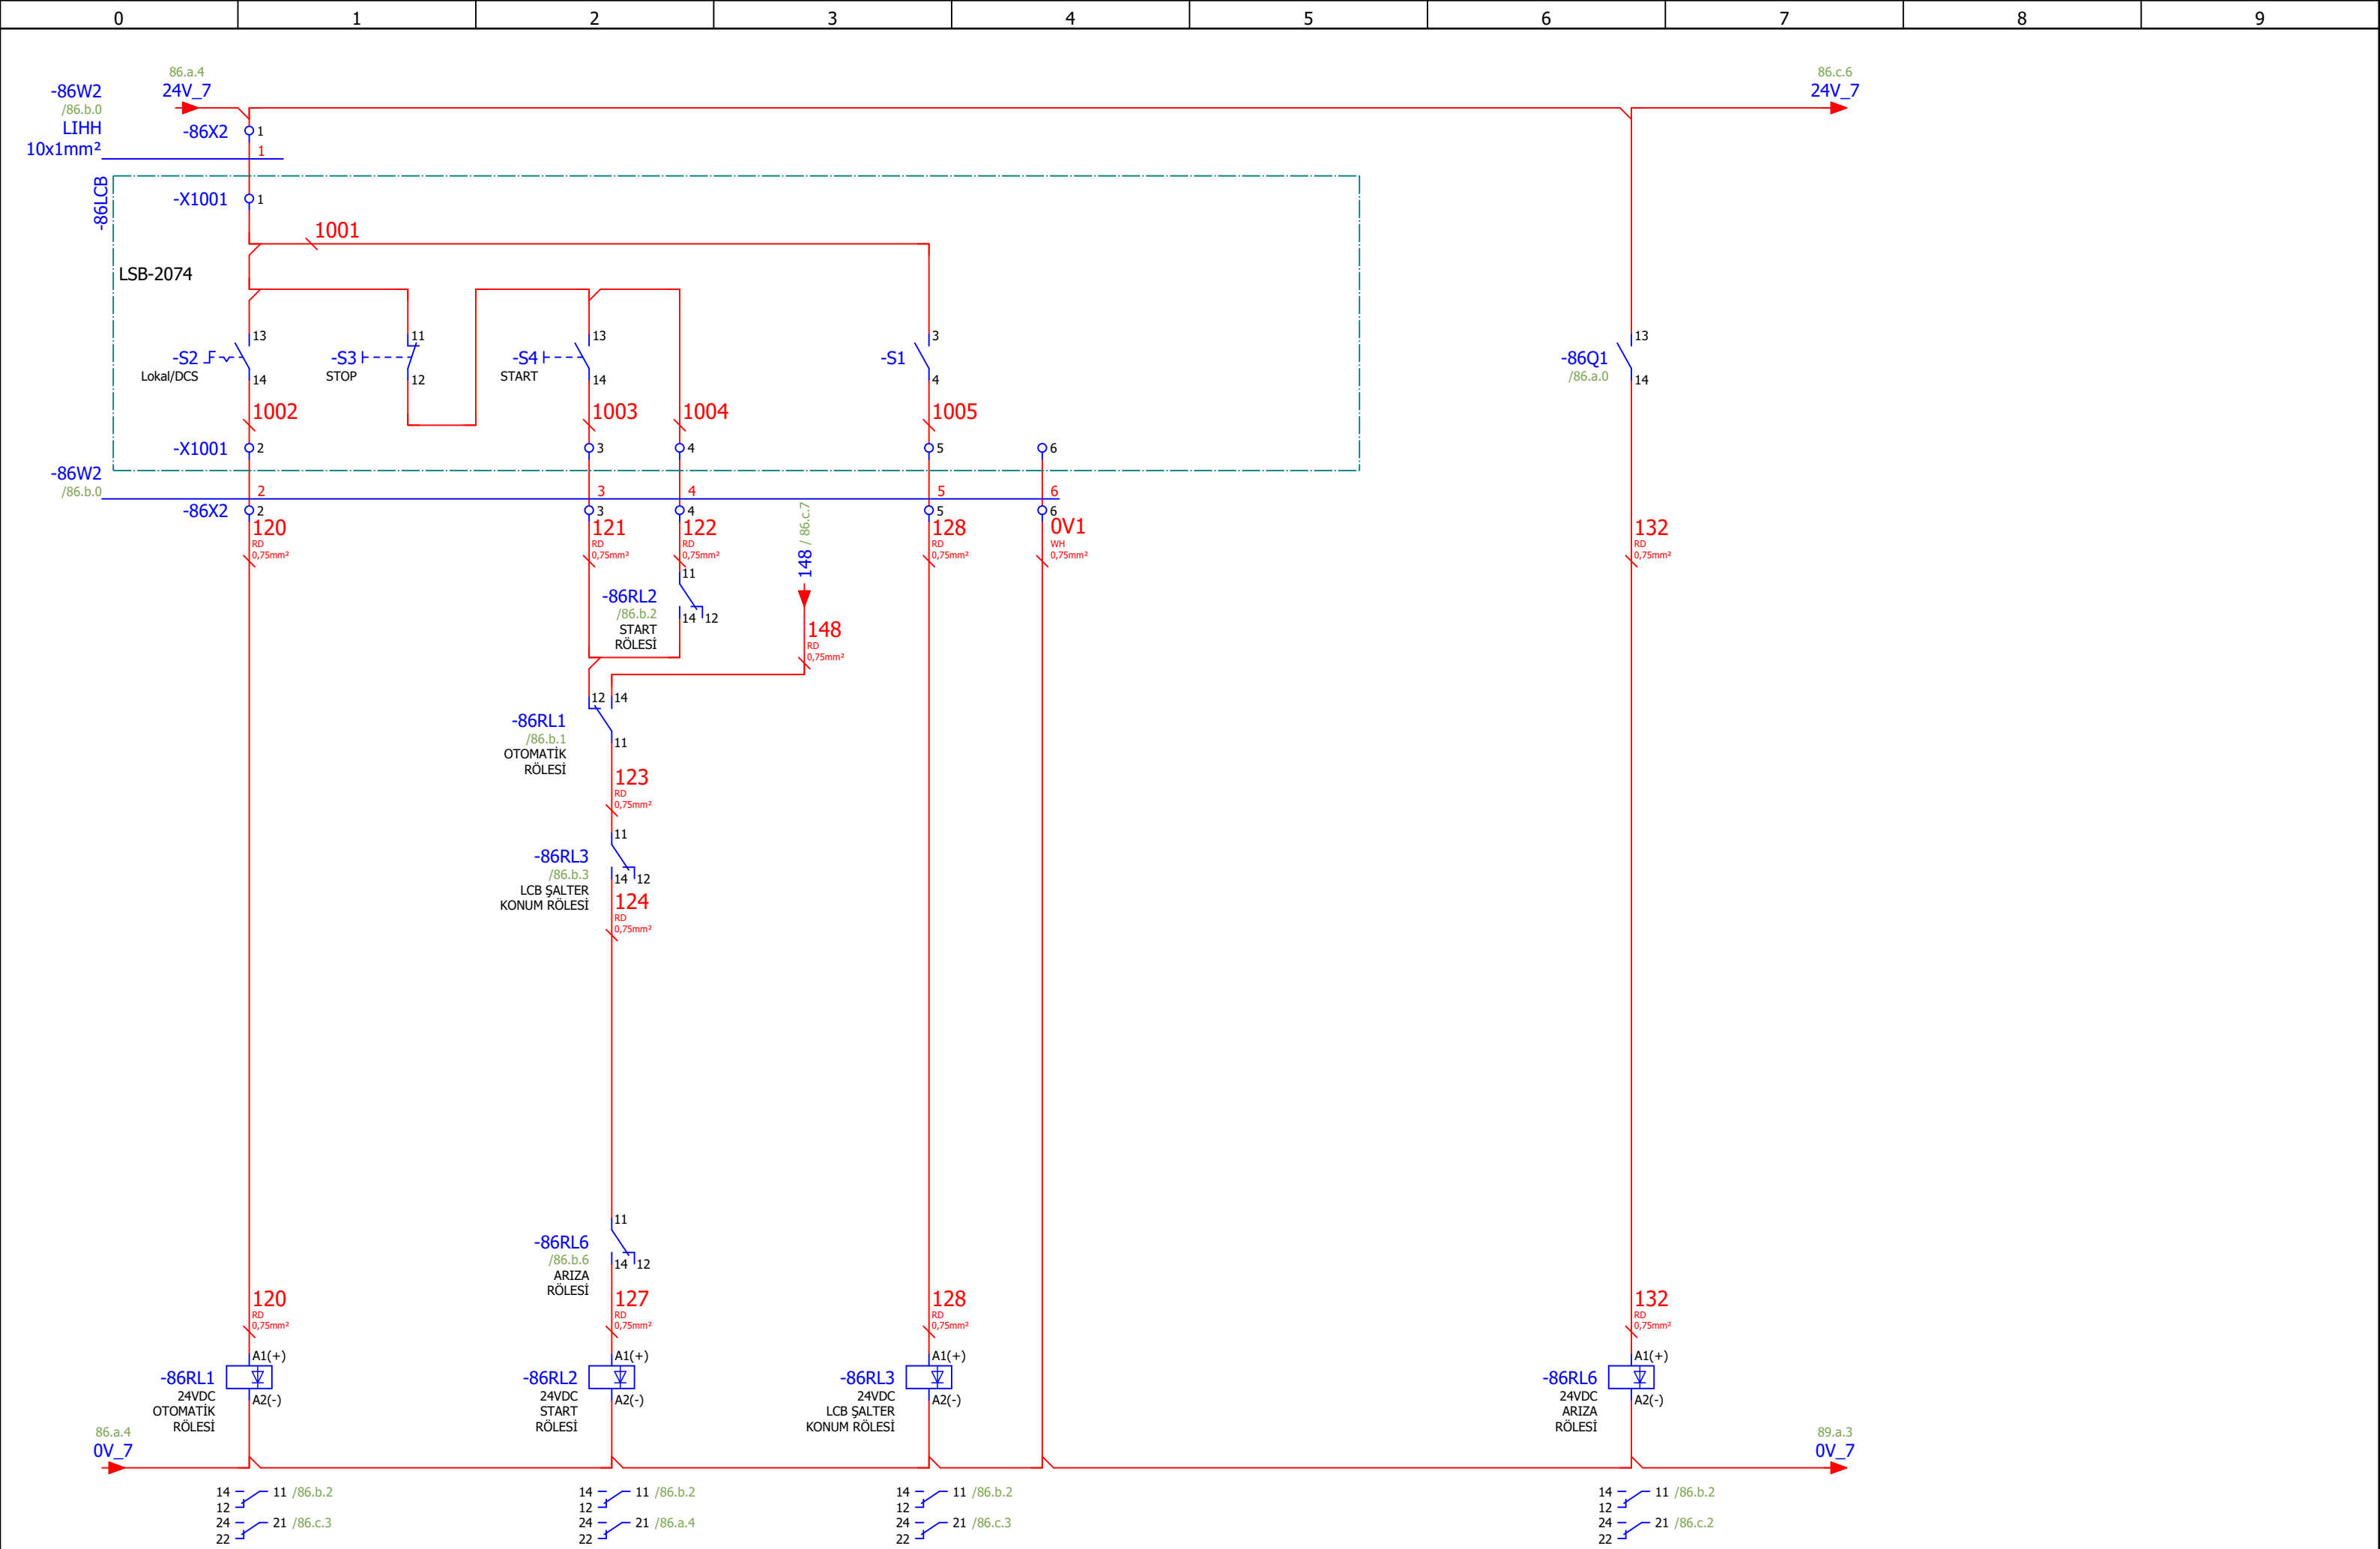 0 1 2 3 4 5 6 7 8 9
86.a.4
24V_7
86.c.6
24V_7
-86W2
/86.b.0
LIHH
10x1mm²
-86X2 1
1
-86LCB
-X1001 1
1001
LSB-2074
-S2
Lokal/DCS
13
14
-S3
STOP
11
12
-S4
START
13
14
-S1
3
4
-86Q1
/86.a.0
13
14
1002
1003
1004
1005
-X1001 2 3 4 5 6
-86W2
/86.b.0
2 3 4 5 6
-86X2 2 3 4 5 6
120
RD
0,75mm²
121
RD
0,75mm²
122
RD
0,75mm²
148 / 86.c.7
128
RD
0,75mm²
0V1
WH
0,75mm²
132
RD
0,75mm²
-86RL2
/86.b.2
START
RÖLESİ
11
14 12
148
RD
0,75mm²
-86RL1
/86.b.1
OTOMATİK
RÖLESİ
12 14
11
123
RD
0,75mm²
-86RL3
/86.b.3
LCB ŞALTER
KONUM RÖLESİ
11
14 12
124
RD
0,75mm²
-86RL6
/86.b.6
ARIZA
RÖLESİ
11
14 12
120
RD
0,75mm²
127
RD
0,75mm²
128
RD
0,75mm²
132
RD
0,75mm²
-86RL1
24VDC
OTOMATİK
RÖLESİ
A1(+)
A2(-)
-86RL2
24VDC
START
RÖLESİ
A1(+)
A2(-)
-86RL3
24VDC
LCB ŞALTER
KONUM RÖLESİ
A1(+)
A2(-)
-86RL6
24VDC
ARIZA
RÖLESİ
A1(+)
A2(-)
86.a.4
0V_7
89.a.3
0V_7
14 11 /86.b.2
12
24 21 /86.c.3
22
14 11 /86.b.2
12
24 21 /86.a.4
22
14 11 /86.b.2
12
24 21 /86.c.3
22
14 11 /86.b.2
12
24 21 /86.c.2
22